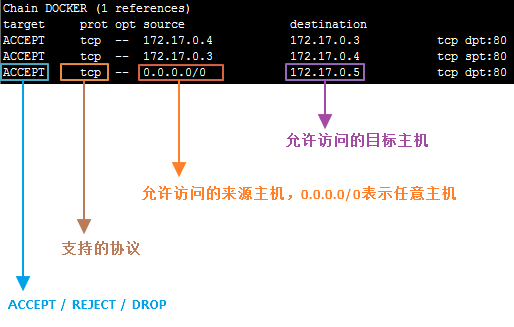 Chain DOCKER (1 references)
target prot opt source destination
ACCEPT tcp -- 172.17.0.4 172.17.0.3 tcp dpt:80
ACCEPT tcp -- 172.17.0.3 172.17.0.4 tcp spt:80
ACCEPT tcp -- 0.0.0.0/0 172.17.0.5 tcp dpt:80
允许访问的目标主机
允许访问的来源主机，0.0.0.0/0表示任意主机
支持的协议
ACCEPT / REJECT / DROP